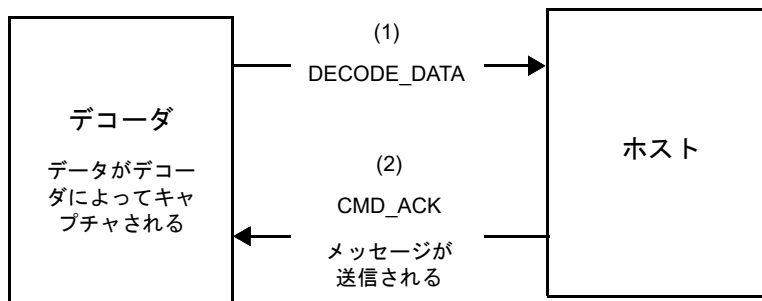 デコーダ
データがデコー
ダによってキャ
プチャされる
(1)
DECODE_DATA
(2)
CMD_ACK
メッセージが
送信される
ホスト